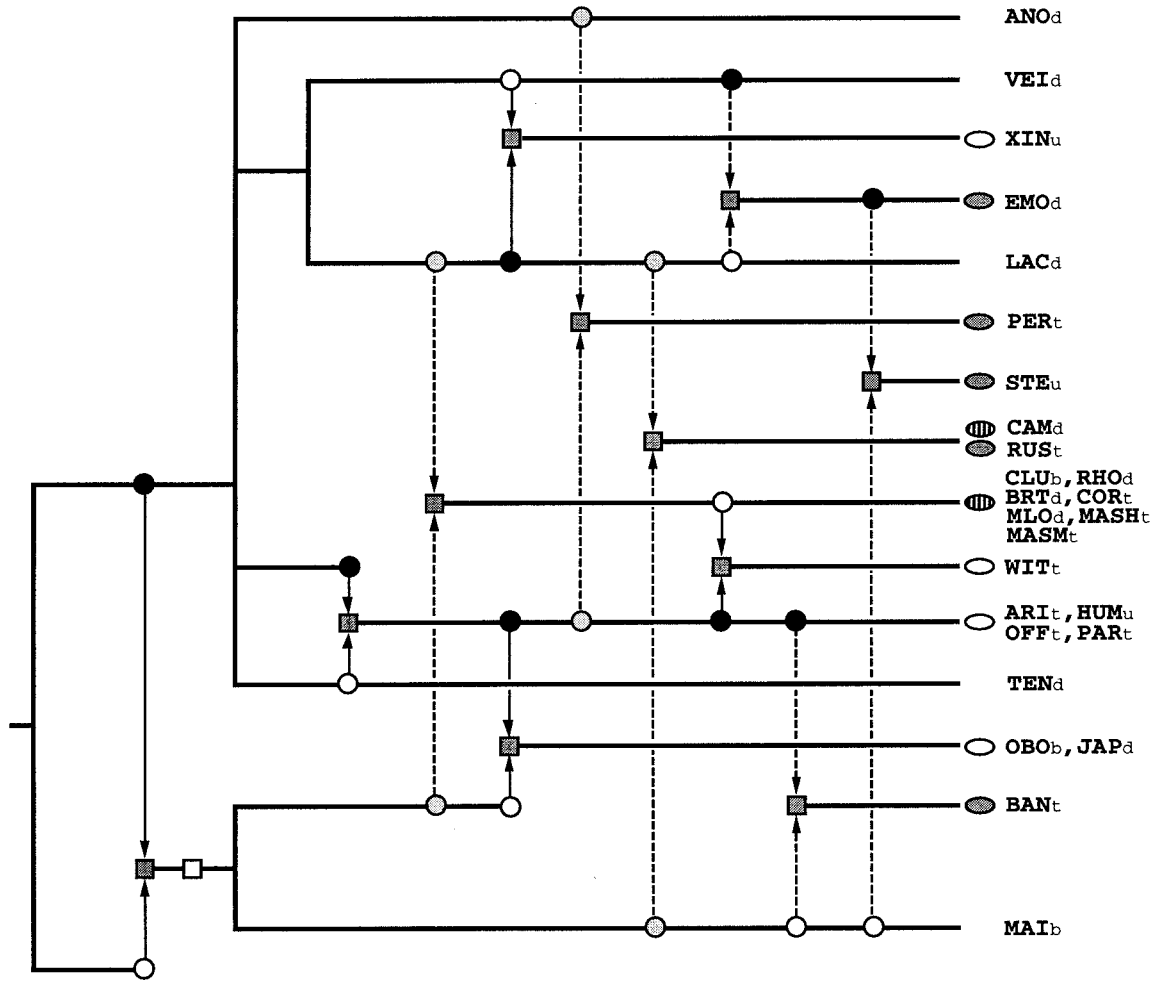 ANOd
VEId
XINu
EMOd
LACd
PERt
STEu
CAMd
RUSt
CLUb,RHOd
BRTd,CORt
MLOd,MASHt
MASMt
WITt
ARIt,HUMu
OFFt,PARt
TENd
OBOb,JAPd
BANt
MAIb